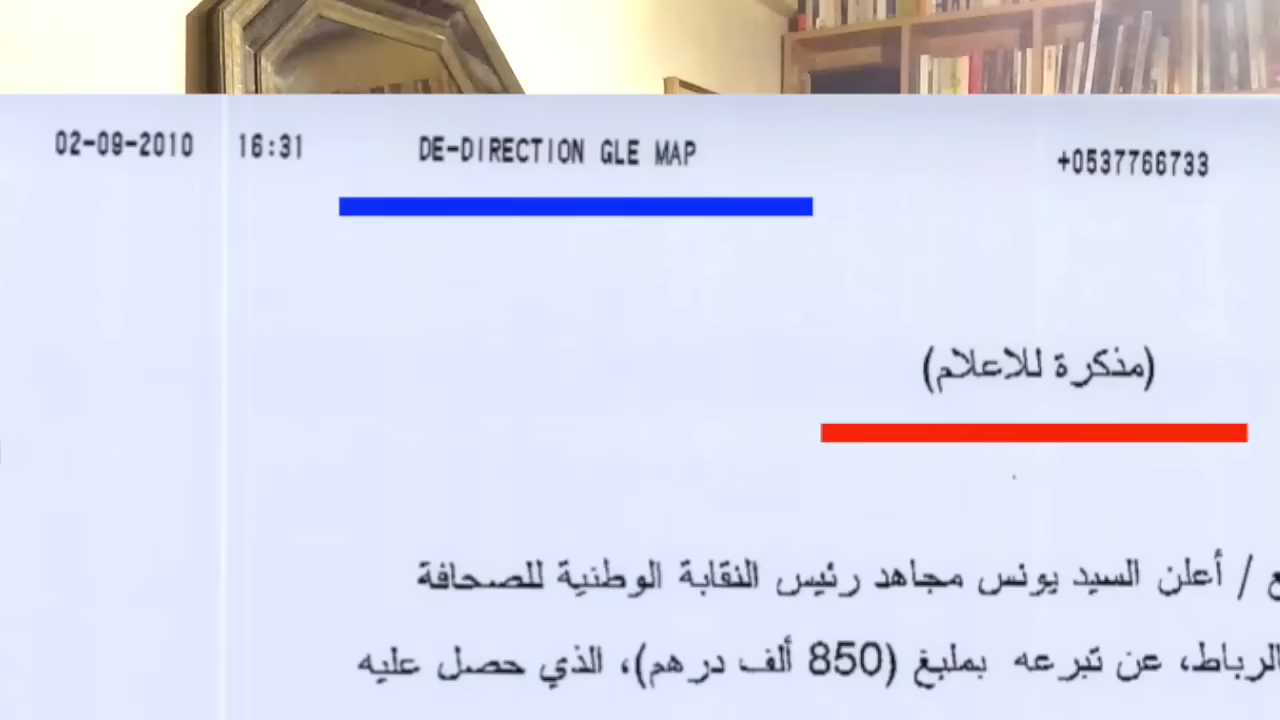 02-09-2010 16:31 DE-DIRECTION GLE MAP +0537766733
(مذكرة للاعلام)
/ أعلن السيد يونس مجاهد رئيس النقابة الوطنية للصحافة
الرباط، عن تبرعه بمليغ (850 ألف درهم)، الذي حصل عليه